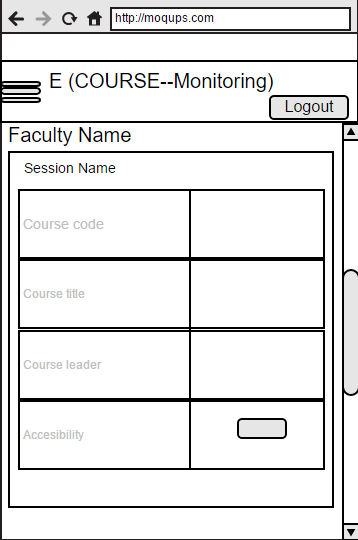 http://moqups.com
E (COURSE--Monitoring)
Logout
Faculty Name
Session Name
Course code
Course title
Course leader
Accesibility